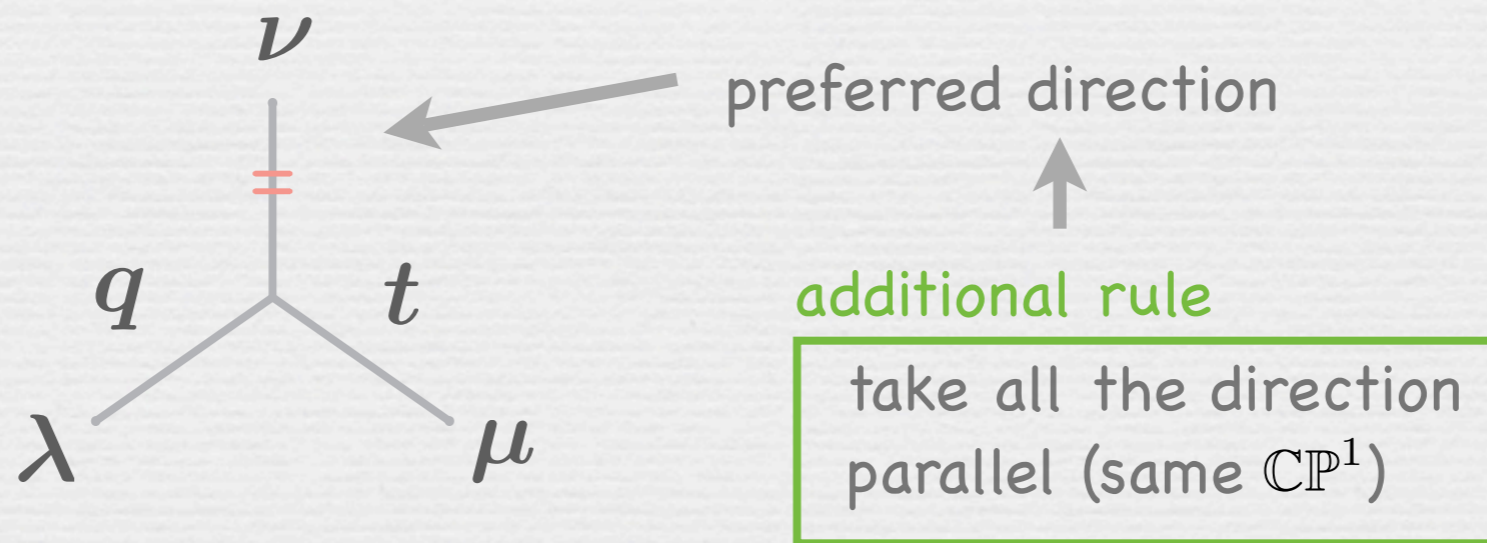 ν
preferred direction
q
t
additional rule
λ
μ
take all the direction
parallel (same ℂℙ¹)